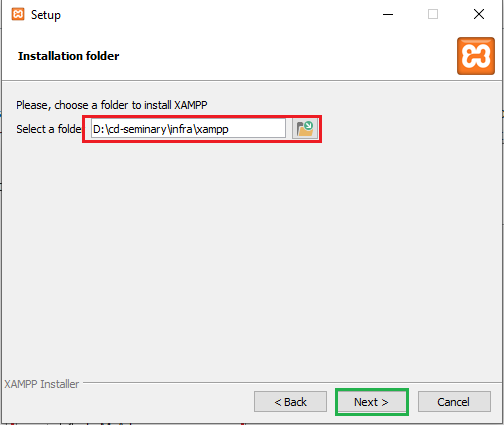 Setup
Installation folder
Please, choose a folder to install XAMPP
Select a folde D:\cd-seminary\infra\xampp
XAMPP Installer
< Back Next > Cancel